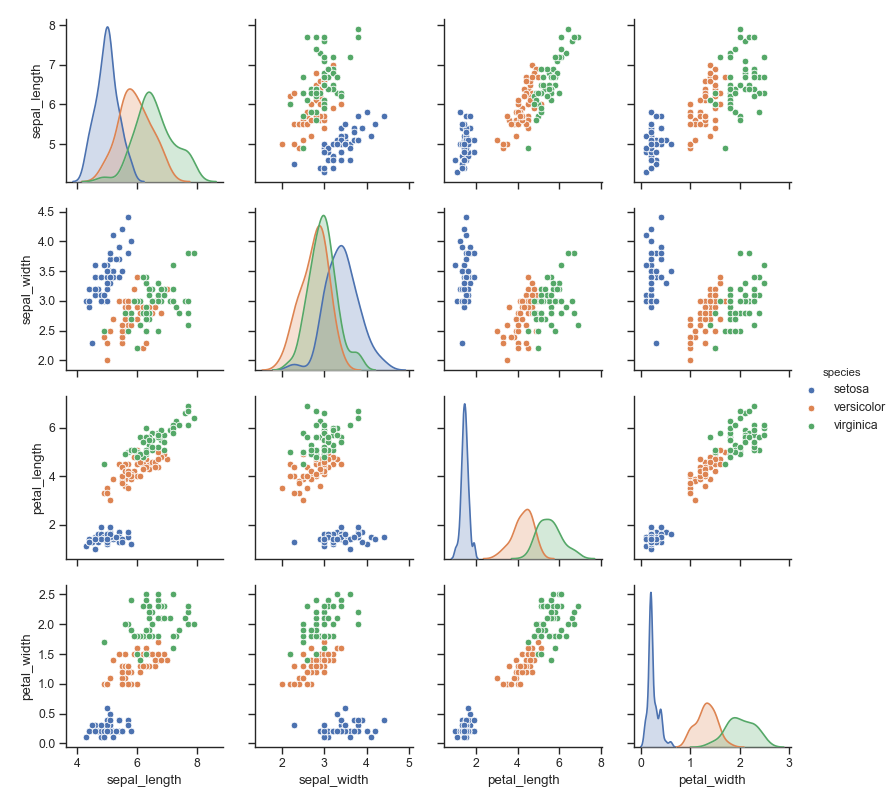 sepal_length
8
7
6
5
sepal_width
4.5
4.0
3.5
3.0
2.5
2.0
species
setosa
versicolor
virginica
petal_length
6
4
2
petal_width
2.5
2.0
1.5
1.0
0.5
0.0
4 6 8 2 3 4 2 4 6 8 0 1 2 3
sepal_length sepal_width petal_length petal_width